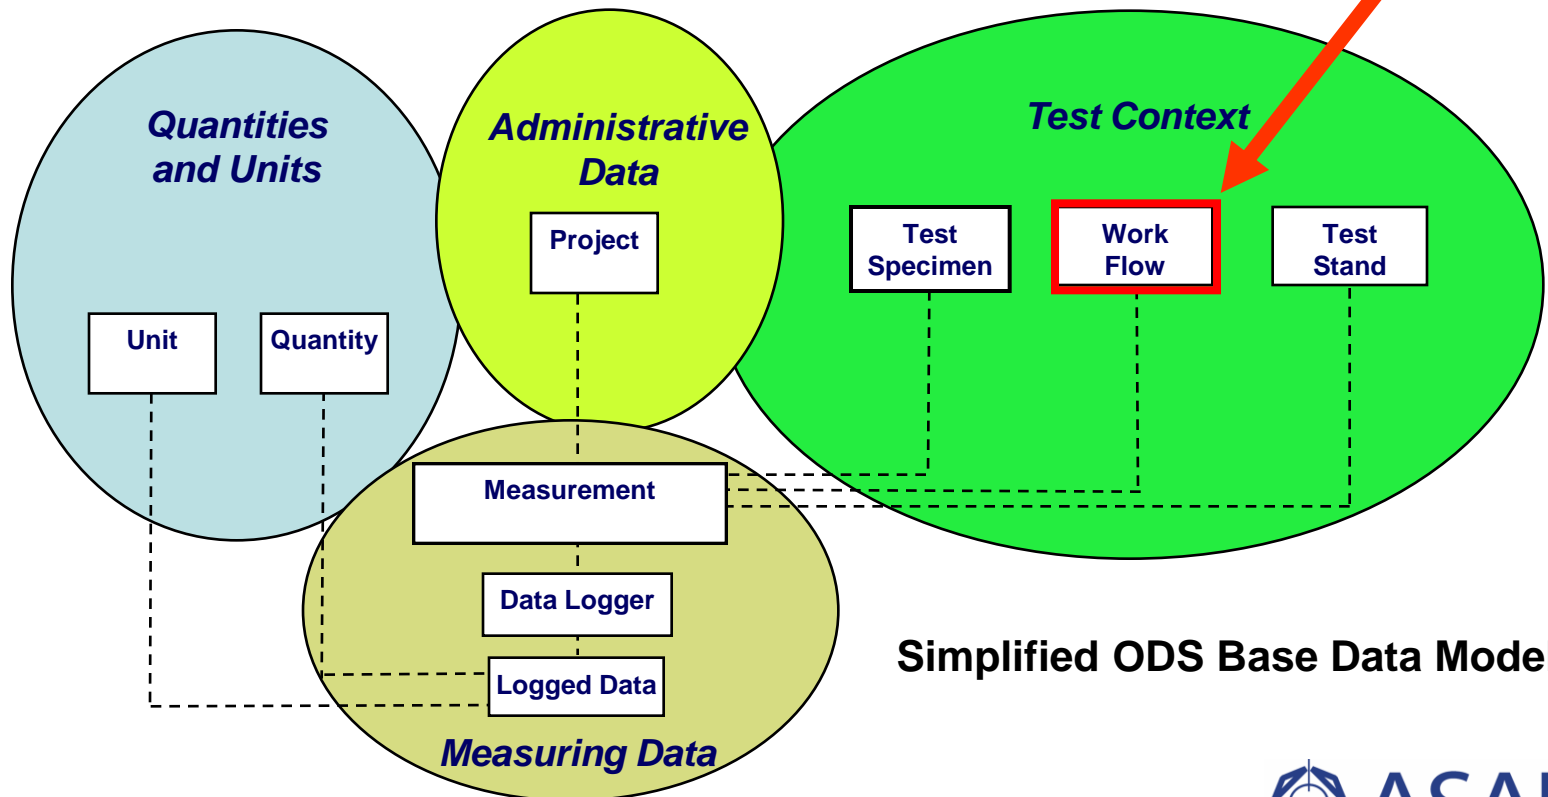 Quantities
and Units
Administrative
Data
Test Context
Project
Test
Specimen
Work
Flow
Test
Stand
Unit
Quantity
Measurement
Data Logger
Logged Data
Measuring Data
Simplified ODS Base Data Mode